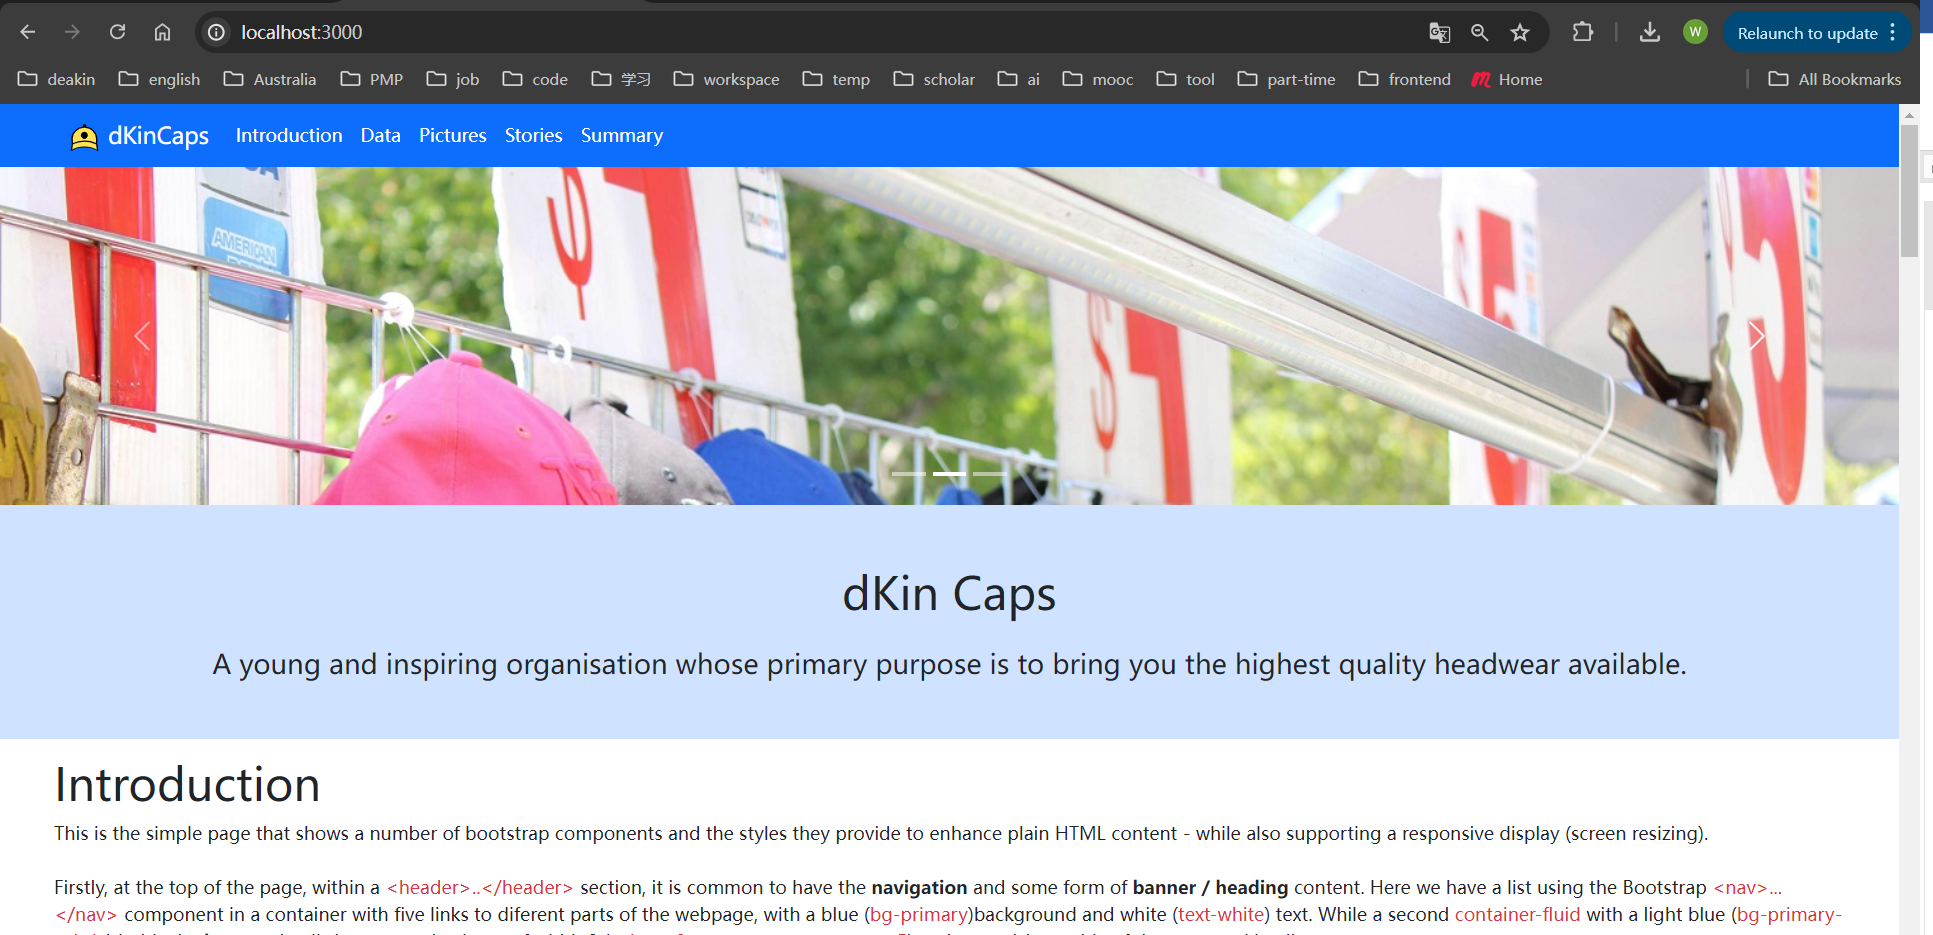 localhost:3000
W
Relaunch to update
deakin english Australia PMP job code 学习 workspace temp scholar ai mooc tool part-time frontend Home All Bookmarks
dKinCaps Introduction Data Pictures Stories Summary
AMERICAN
$
$
5
dKin Caps
A young and inspiring organisation whose primary purpose is to bring you the highest quality headwear available.
Introduction
This is the simple page that shows a number of bootstrap components and the styles they provide to enhance plain HTML content - while also supporting a responsive display (screen resizing).
Firstly, at the top of the page, within a <header>..</header> section, it is common to have the navigation and some form of banner / heading content. Here we have a list using the Bootstrap <nav>...
</nav> component in a container with five links to diferent parts of the webpage, with a blue (bg-primary)background and white (text-white) text. While a second container-fluid with a light blue (bg-primary-